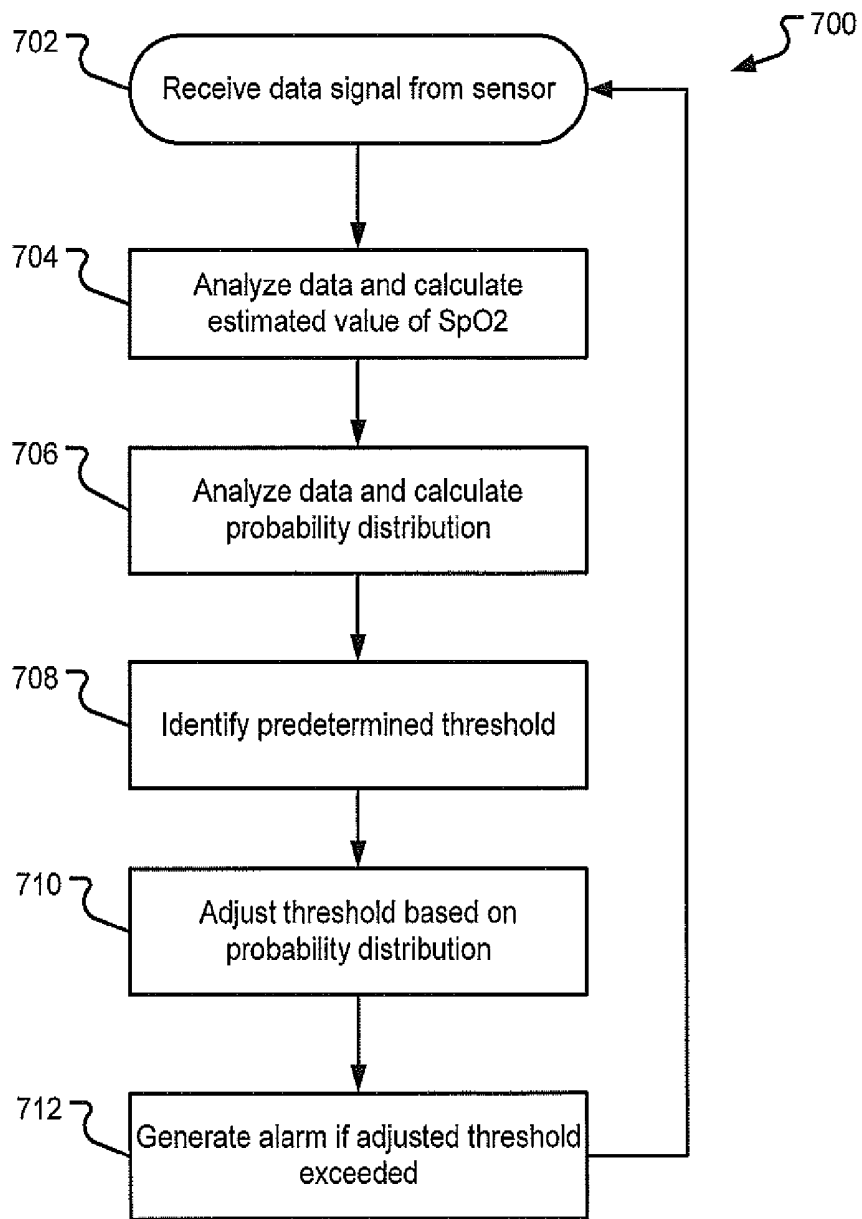 700
702
Receive data signal from sensor
704
Analyze data and calculate
estimated value of SpO2
706
Analyze data and calculate
probability distribution
708
Identify predetermined threshold
710
Adjust threshold based on
probability distribution
712
Generate alarm if adjusted threshold
exceeded